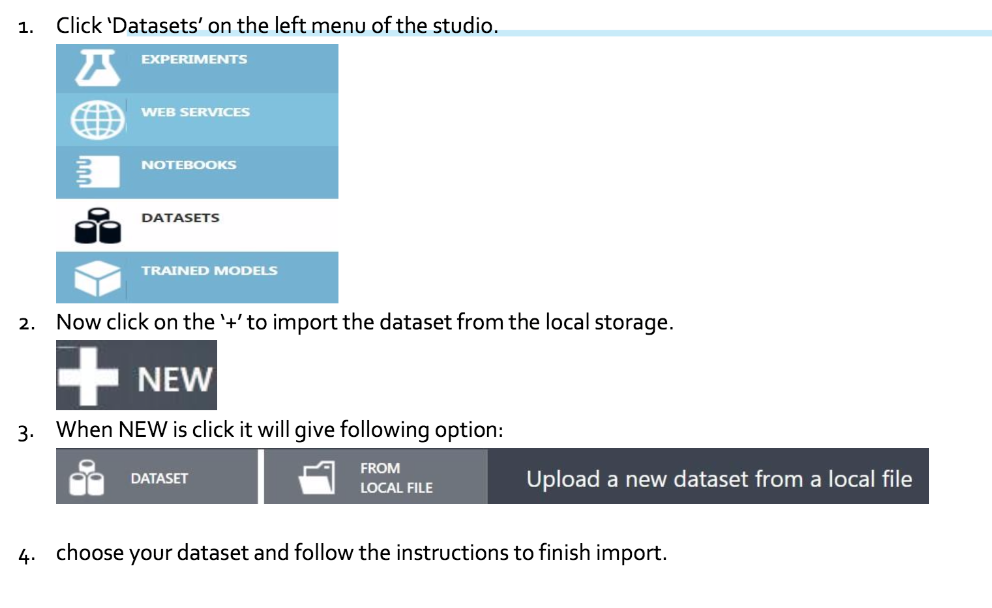 1. Click ‘Datasets’ on the left menu of the studio.
EXPERIMENTS
WEB SERVICES
NOTEBOOKS
DATASETS
TRAINED MODELS
2. Now click on the ‘+’ to import the dataset from the local storage.
NEW
3. When NEW is click it will give following option:
DATASET
FROM
LOCAL FILE
Upload a new dataset from a local file
4. choose your dataset and follow the instructions to finish import.